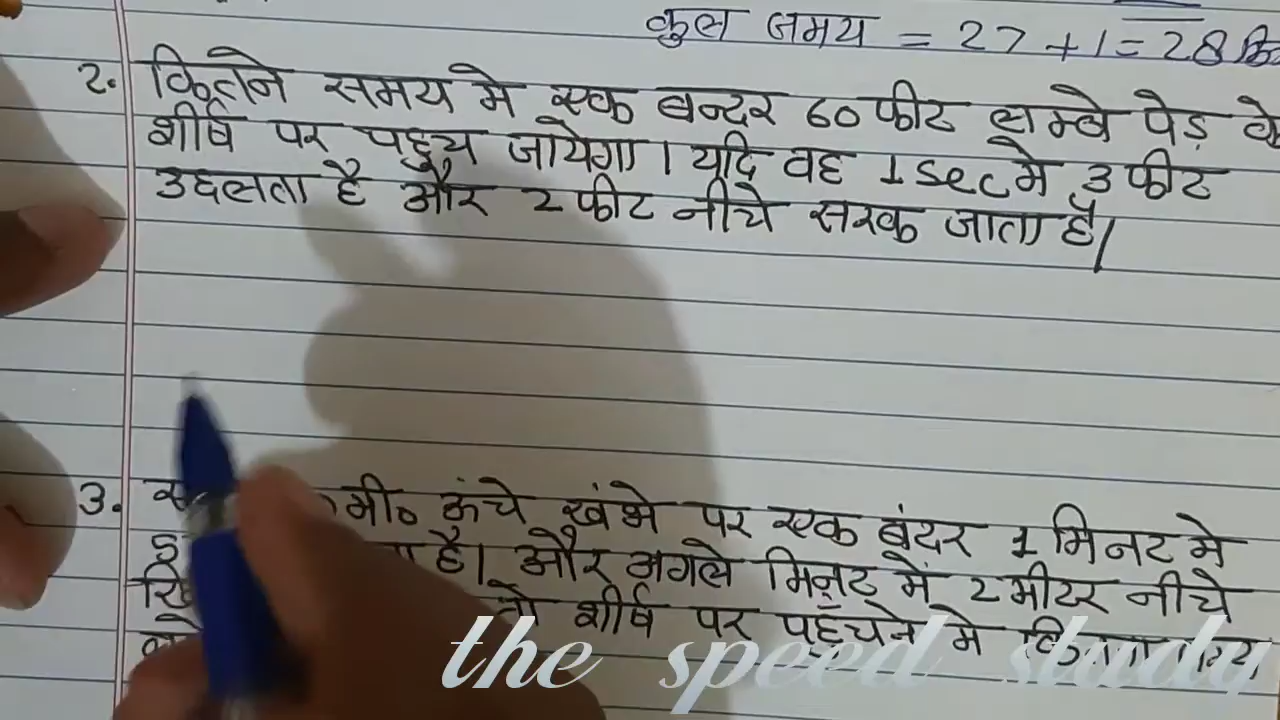 कुल समय = 27 + 1 = 28
2. कितने समय मे एक बन्दर 60 फीट लाम्बे पेड़ के
शीर्ष पर पहुच जायेगा । यदि वह 1 Sec मे 3 फीट
उछलता है और 2 फीट नीचे सरक जाता है।
3. मी० ऊंचे खंभे पर एक बंदर 1 मिनट मे
5 है। और अगले मिनट में 2 मीटर नीचे
तो शीर्ष पर पहुँचने मे
the speed study